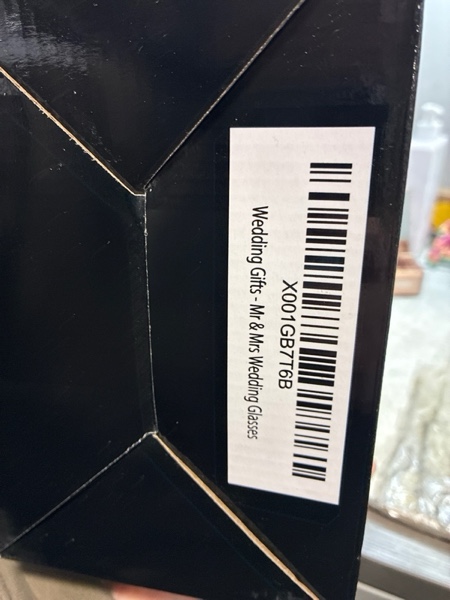 X001GB7T6B
Wedding Gifts - Mr & Mrs Wedding Glasses